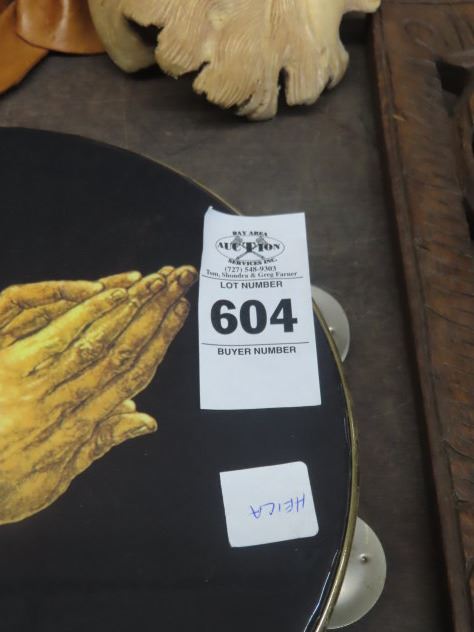 BAY AREA
AUCTION
SERVICES INC.
(727) 548-9303
Tom, Shondra & Greg Farner
LOT NUMBER
604
BUYER NUMBER
HEICA